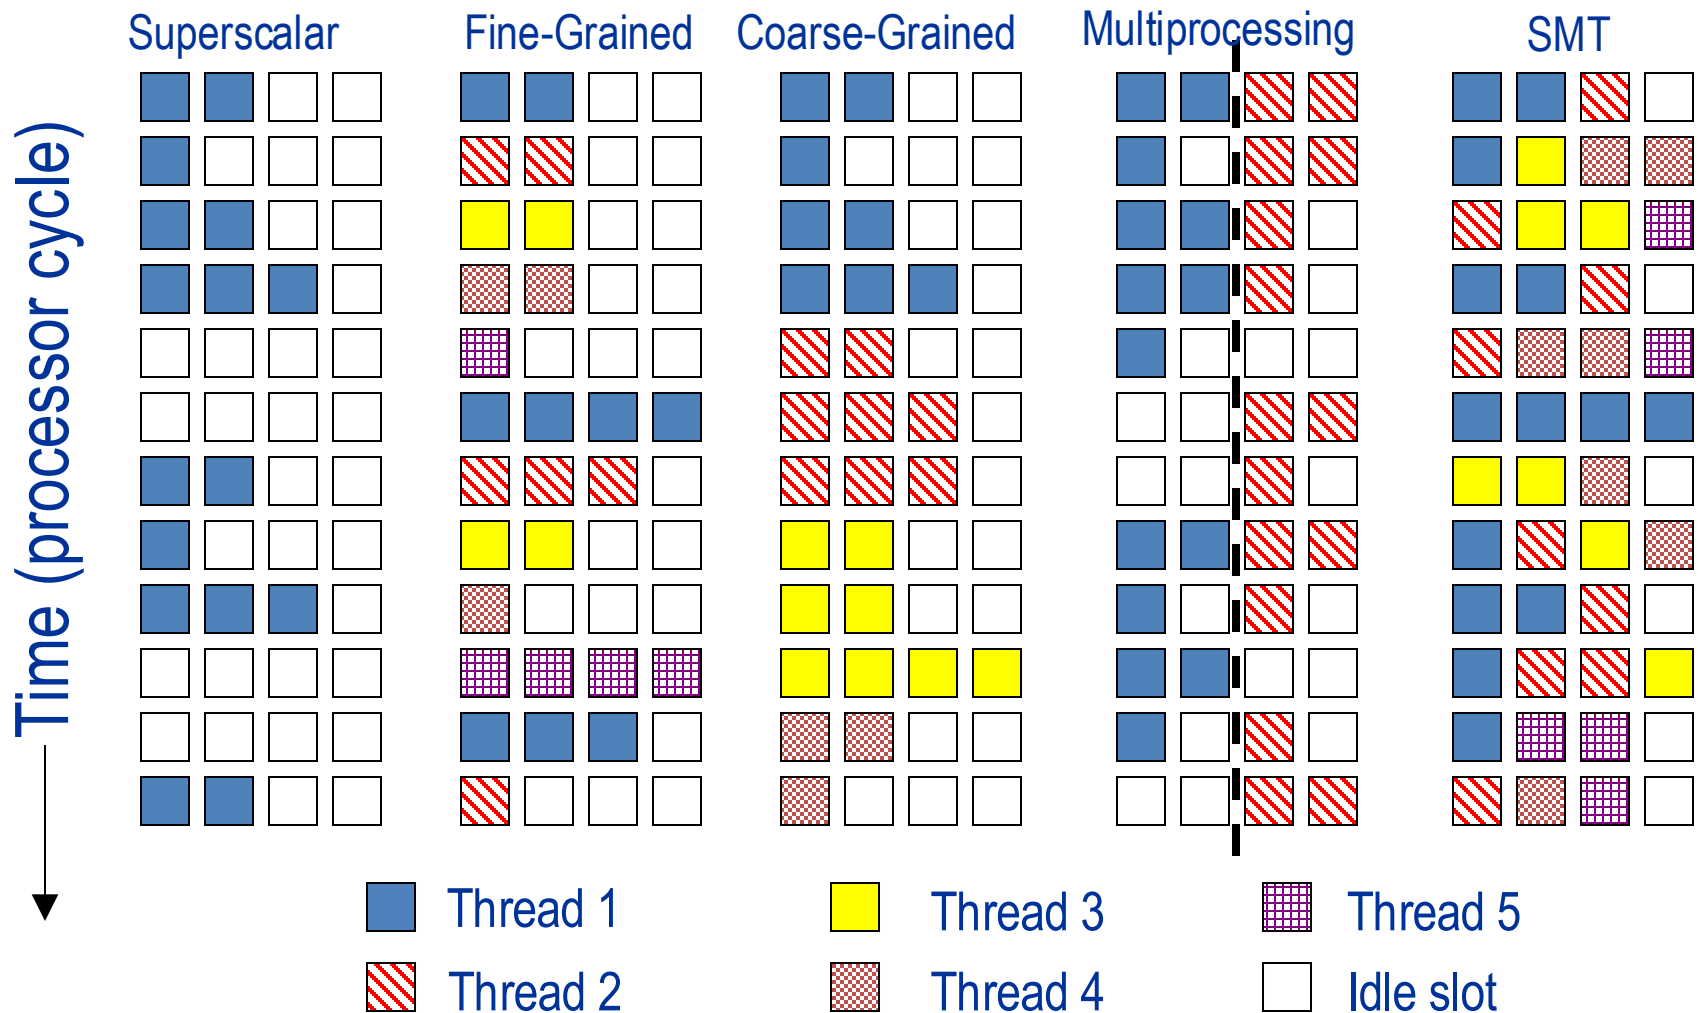 Superscalar
Fine-Grained
Coarse-Grained
Multiprocessing
SMT
Time (processor cycle)
Thread 1
Thread 3
Thread 5
Thread 2
Thread 4
Idle slot